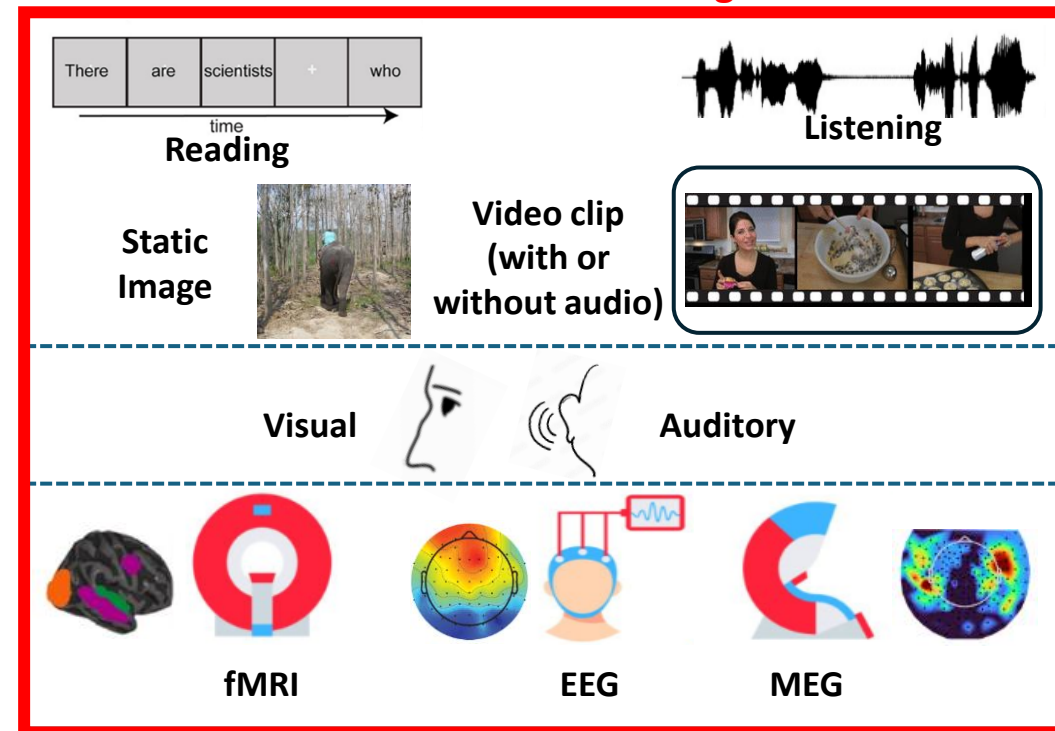 There are scientists + who
time
Reading
Listening
Static
Image
Video clip
(with or
without audio)
Visual
Auditory
fMRI
EEG
MEG